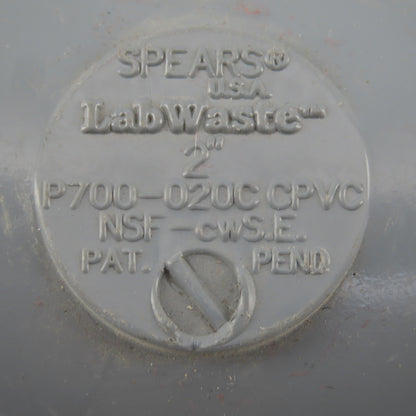 SPEARS®
U.S.A.
LabWaste™
2"
P700-020C CPVC
NSF-cwS.E.
PAT. PEND